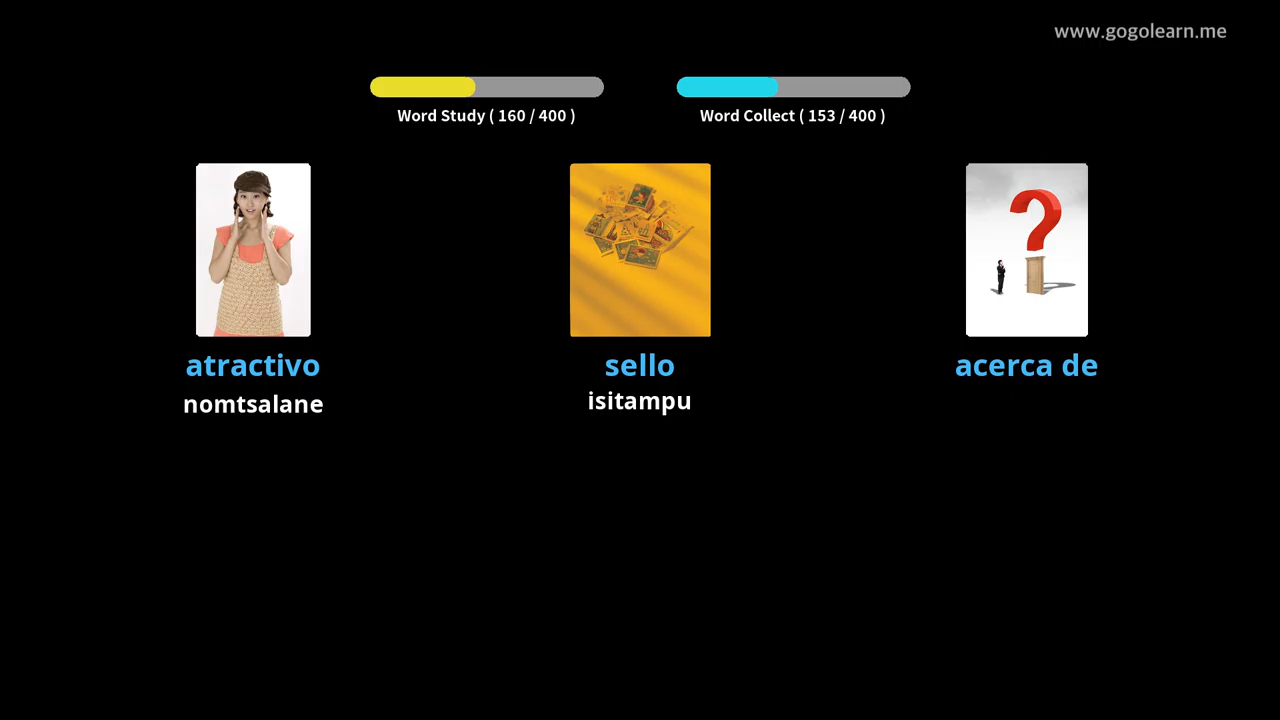 www.gogolearn.me
Word Study ( 160 / 400 )
Word Collect ( 153 / 400 )
atractivo
sello
acerca de
nomtsalane
isitampu